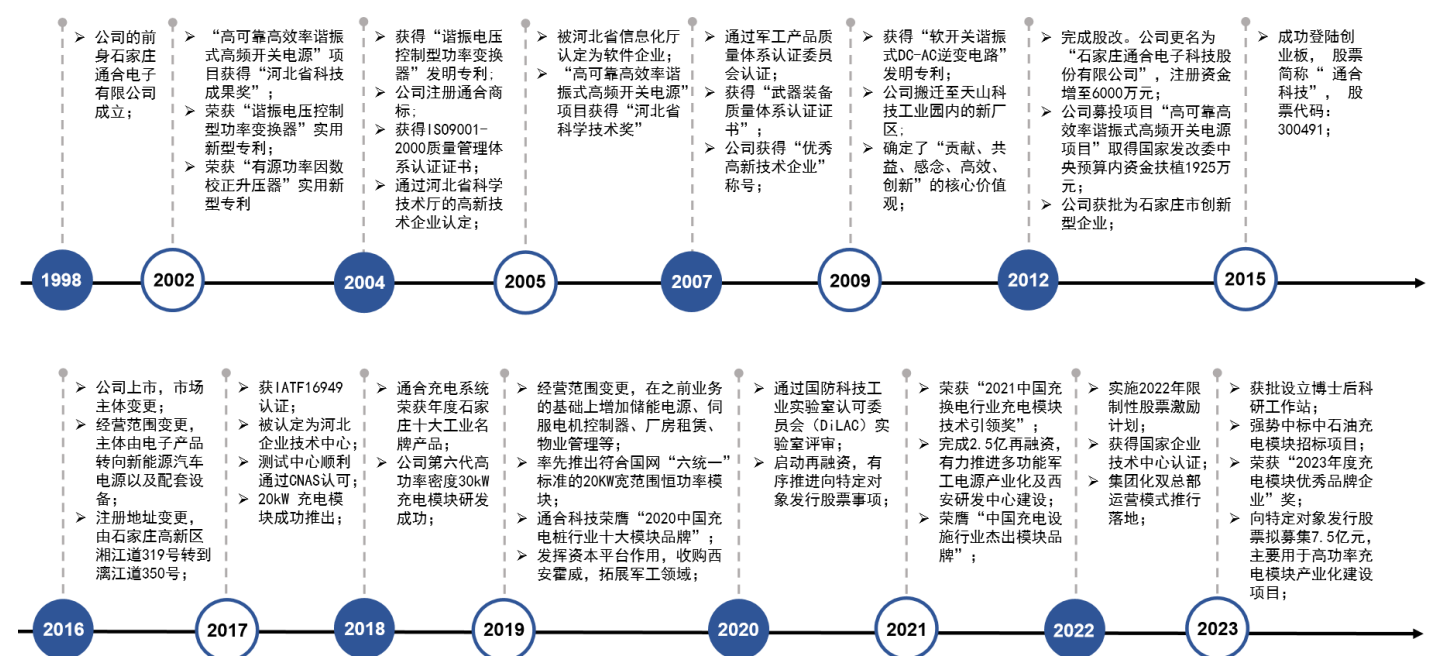 ➢ 公司的前
身石家庄
通合电子
有限公司
成立；
➢ “高可靠高效率谐振
式高频开关电源”项
目获得“河北省科技
成果奖”；
➢ 荣获“谐振电压控制
型功率变换器”实用
新型专利；
➢ 荣获“有源功率因数
校正升压器”实用新
型专利
➢ 获得“谐振电压
控制型功率变换
器”发明专利；
➢ 公司注册通合商
标；
➢ 获得ISO9001-
2000质量管理体
系认证证书；
➢ 通过河北省科学
技术厅的高新技
术企业认定；
➢ 被河北省信息化厅
认定为软件企业；
➢ “高可靠高效率谐
振式高频开关电源”
项目获得“河北省
科学技术奖”
➢ 通过军工产品质
量体系认证委员
会认证；
➢ 获得“武器装备
质量体系认证证
书”；
➢ 公司获得“优秀
高新技术企业”
称号；
➢ 获得“软开关谐振
式DC-AC逆变电路”
发明专利；
➢ 公司搬迁至天山科
技工业园内的新厂
区；
➢ 确定了“贡献、共
益、感念、高效、
创新”的核心价值
观；
➢ 完成股改。公司更名为
“石家庄通合电子科技股
份有限公司”，注册资金
增至6000万元；
➢ 公司募投项目“高可靠高
效率谐振式高频开关电源
项目”取得国家发改委中
央预算内资金扶植1925万
元；
➢ 公司获批为石家庄市创新
型企业；
➢ 成功登陆创
业板，股票
简称“ 通合
科技”， 股
票代码：
300491；
1998
2002
2004
2005
2007
2009
2012
2015
➢ 公司上市，市场
主体变更；
➢ 经营范围变更，
主体由电子产品
转向新能源汽车
电源以及配套设
备；
➢ 注册地址变更，
由石家庄高新区
湘江道319号转到
漓江道350号；
➢ 获IATF16949
认证；
➢ 被认定为河北
企业技术中心；
➢ 测试中心顺利
通过CNAS认可；
➢ 20kW 充电模
块成功推出；
➢ 通合充电系统
荣获年度石家
庄十大工业名
牌产品；
➢ 公司第六代高
功率密度30kW
充电模块研发
成功；
➢ 经营范围变更，在之前业务
的基础上增加储能电源、伺
服电机控制器、厂房租赁、
物业管理等；
➢ 率先推出符合国网“六统一”
标准的20KW宽范围恒功率模
块；
➢ 通合科技荣膺“2020中国充
电桩行业十大模块品牌”；
➢ 发挥资本平台作用，收购西
安霍威，拓展军工领域；
➢ 通过国防科技工
业实验室认可委
员会（DiLAC）实
验室评审；
➢ 启动再融资，有
序推进向特定对
象发行股票事项；
➢ 荣获“2021中国充
换电行业充电模块
技术引领奖”；
➢ 完成2.5亿再融资，
有力推进多功能军
工电源产业化及西
安研发中心建设；
➢ 荣膺“中国充电设
施行业杰出模块品
牌”；
➢ 实施2022年限
制性股票激励
计划；
➢ 获得国家企业
技术中心认证；
➢ 集团化双总部
运营模式推行
落地；
➢ 获批设立博士后科
研工作站；
➢ 强势中标中石油充
电模块招标项目；
➢ 荣获“2023年度充
电模块优秀品牌企
业”奖；
➢ 向特定对象发行股
票拟募集7.5亿元，
主要用于高功率充
电模块产业化建设
项目；
2016
2017
2018
2019
2020
2021
2022
2023